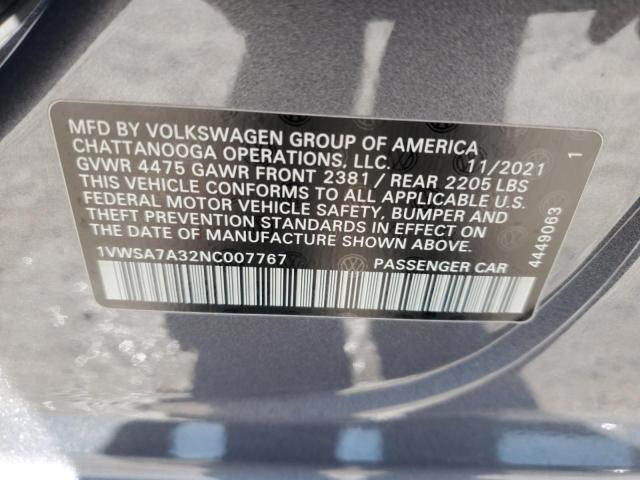 MFD BY VOLKSWAGEN GROUP OF AMERICA
CHATTANOOGA OPERATIONS, LLC. 11/2021
GVWR 4475 GAWR FRONT 2381 / REAR 2205 LBS
THIS VEHICLE CONFORMS TO ALL APPLICABLE U.S.
FEDERAL MOTOR VEHICLE SAFETY, BUMPER AND
THEFT PREVENTION STANDARDS IN EFFECT ON
THE DATE OF MANUFACTURE SHOWN ABOVE
1VWSA7A32NC007767 PASSENGER CAR
4449063 1